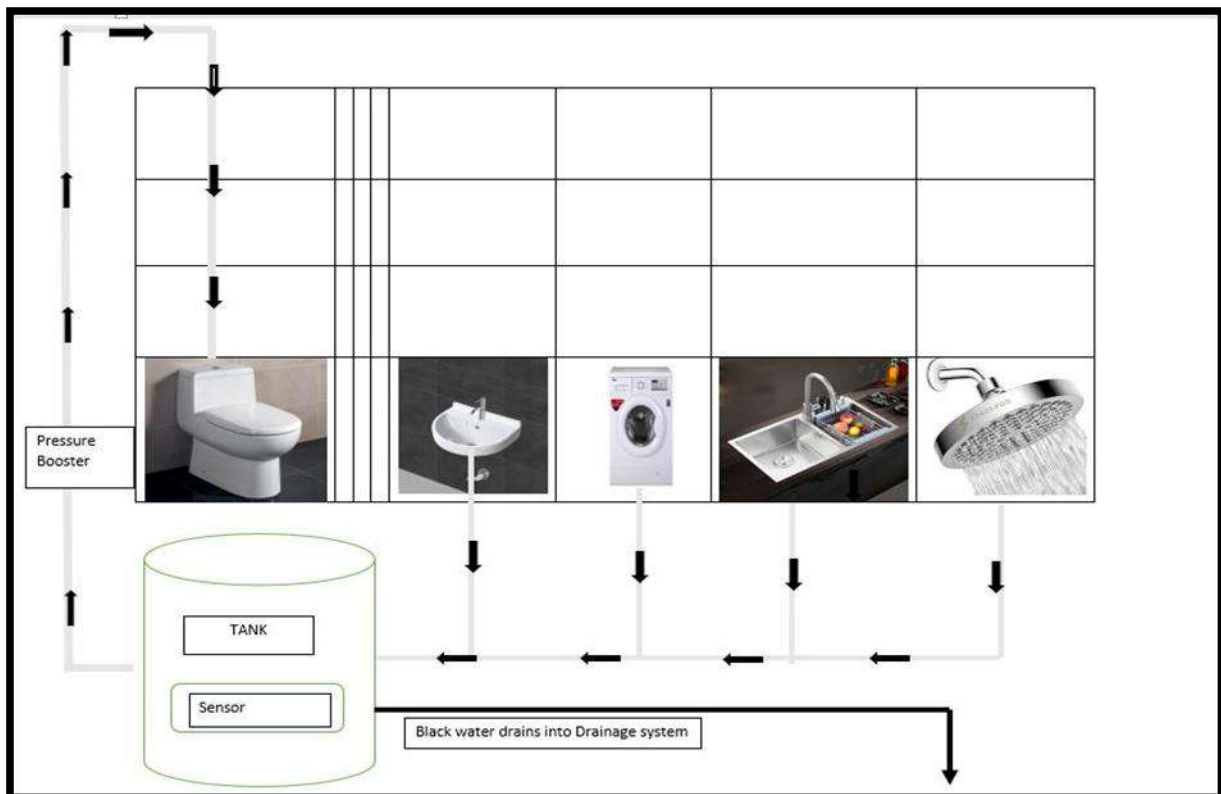 Pressure
Booster
TANK
Sensor
Black water drains into Drainage system